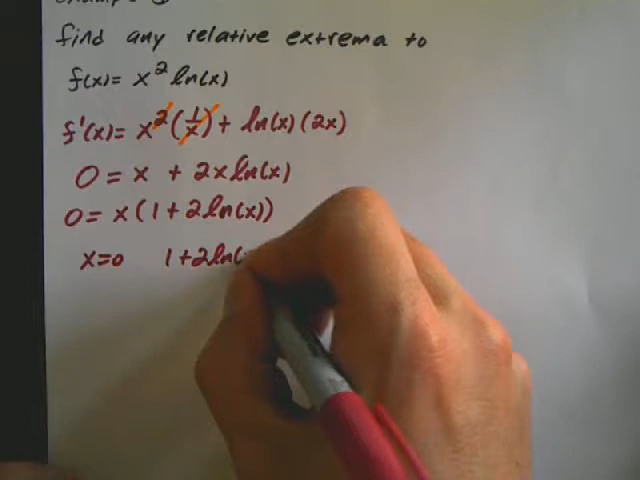 find any relative extrema to
f(x)= x² ln(x)
f'(x)= x²(1/x) + ln(x)(2x)
0 = x + 2x ln(x)
0 = x(1+2ln(x))
x=0 1+2ln(